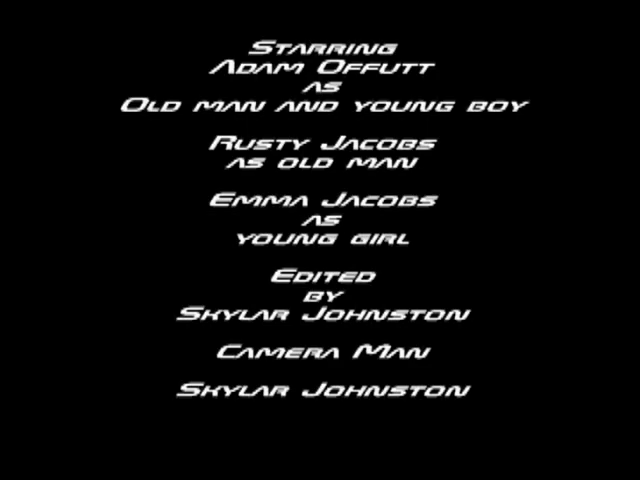 Starring
Adam Offutt
as
Old man and young boy
Rusty Jacobs
as old man
Emma Jacobs
as
young girl
Edited
by
Skylar Johnston
Camera Man
Skylar Johnston